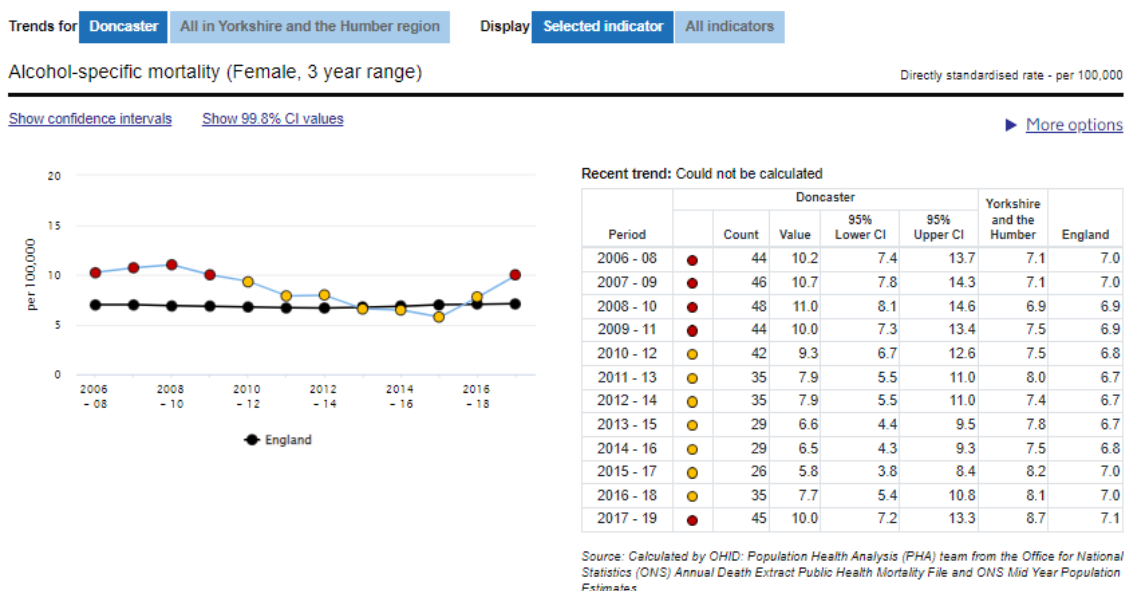 Trends for Doncaster All in Yorkshire and the Humber region Display Selected indicator All indicators
Alcohol-specific mortality (Female, 3 year range) Directly standardised rate - per 100,000
Show confidence intervals Show 99.8% CI values
▶ More options
20
15
10
5
0
per 100,000
2006 - 08
2008 - 10
2010 - 12
2012 - 14
2014 - 16
2016 - 18
England
Recent trend: Could not be calculated
Doncaster
Period Count Value 95% Lower CI 95% Upper CI Yorkshire and the Humber England
2006 - 08 44 10.2 7.4 13.7 7.1 7.0
2007 - 09 46 10.7 7.8 14.3 7.1 7.0
2008 - 10 48 11.0 8.1 14.6 6.9 6.9
2009 - 11 44 10.0 7.3 13.4 7.5 6.9
2010 - 12 42 9.3 6.7 12.6 7.5 6.8
2011 - 13 35 7.9 5.5 11.0 8.0 6.7
2012 - 14 35 7.9 5.5 11.0 7.4 6.7
2013 - 15 29 6.6 4.4 9.5 7.8 6.7
2014 - 16 29 6.5 4.3 9.3 7.5 6.8
2015 - 17 26 5.8 3.8 8.4 8.2 7.0
2016 - 18 35 7.7 5.4 10.8 8.1 7.0
2017 - 19 45 10.0 7.2 13.3 8.7 7.1
Source: Calculated by OHID: Population Health Analysis (PHA) team from the Office for National
Statistics (ONS) Annual Death Extract Public Health Mortality File and ONS Mid Year Population
Estimates